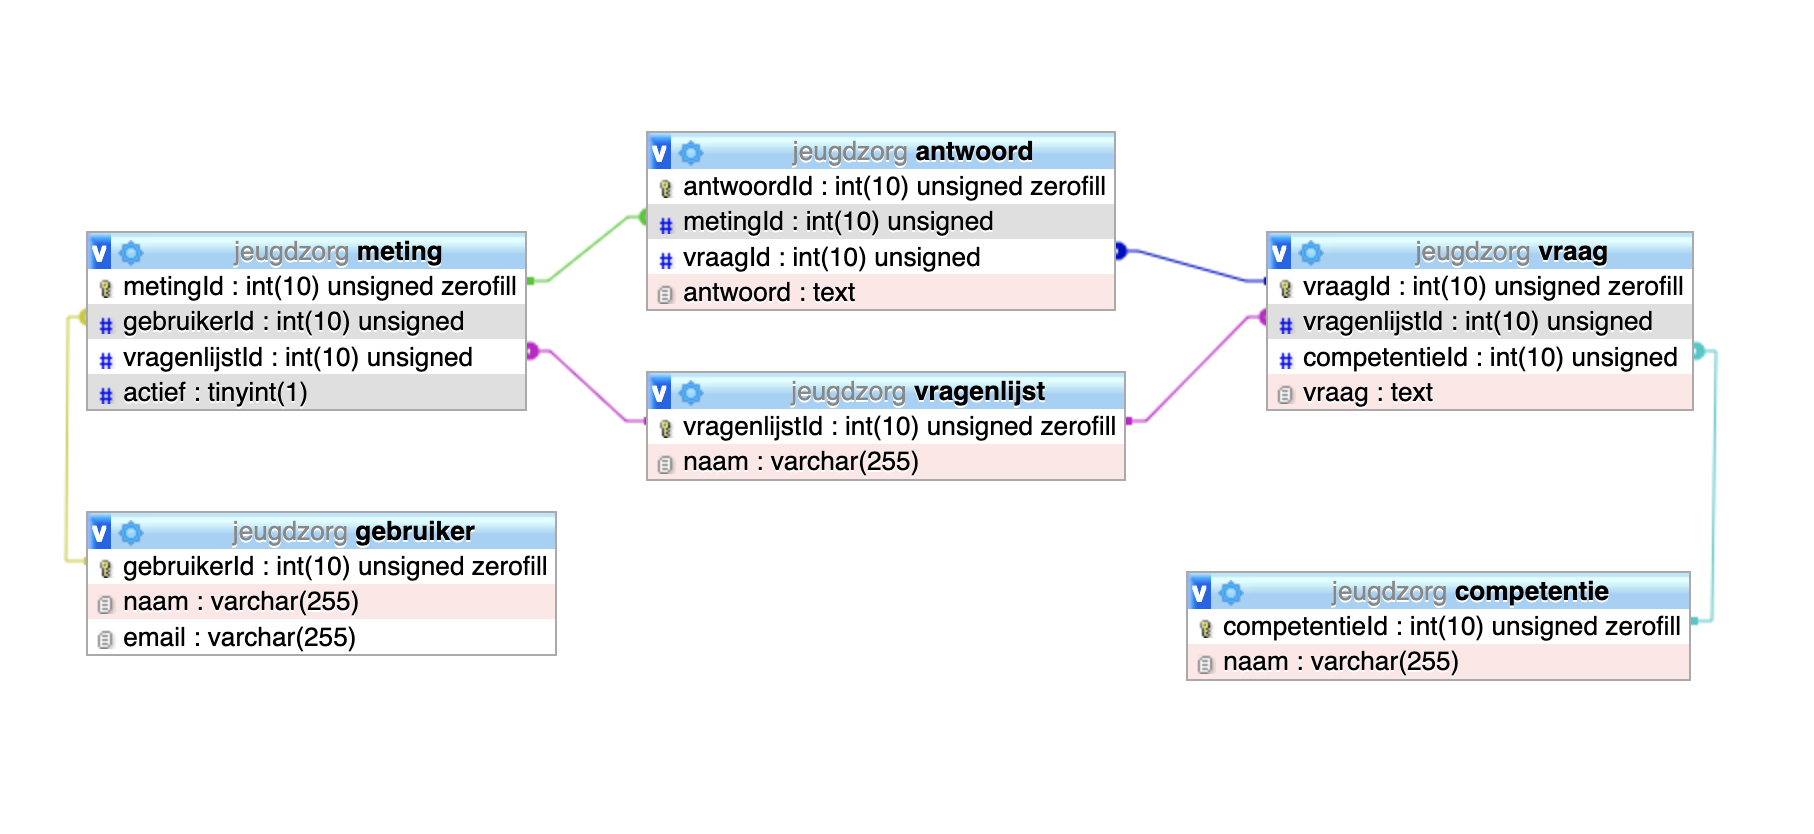 v jeugdzorg antwoord
antwoordId : int(10) unsigned zerofill
metingId : int(10) unsigned
vraagId : int(10) unsigned
antwoord : text
v jeugdzorg meting
metingId : int(10) unsigned zerofill
gebruikerId : int(10) unsigned
vragenlijstId : int(10) unsigned
actief : tinyint(1)
v jeugdzorg vraag
vraagId : int(10) unsigned zerofill
vragenlijstId : int(10) unsigned
competentieId : int(10) unsigned
vraag : text
v jeugdzorg vragenlijst
vragenlijstId : int(10) unsigned zerofill
naam : varchar(255)
v jeugdzorg gebruiker
gebruikerId : int(10) unsigned zerofill
naam : varchar(255)
email : varchar(255)
v jeugdzorg competentie
competentieId : int(10) unsigned zerofill
naam : varchar(255)